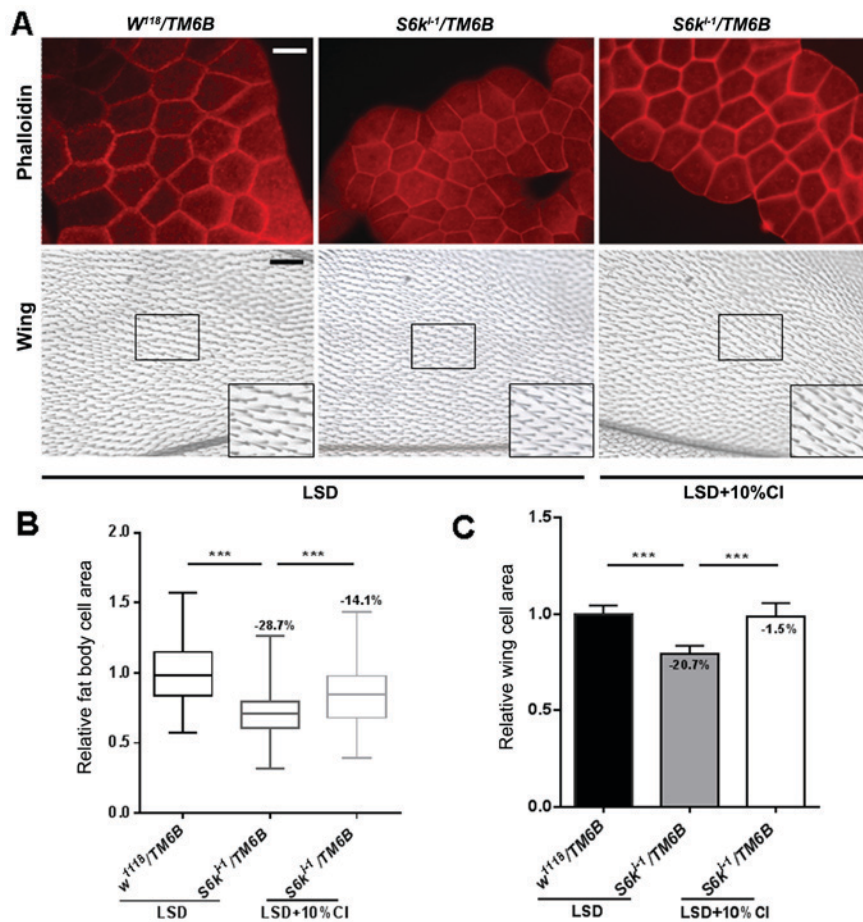 A
W¹¹⁸/TM6B S6kˡ⁻¹/TM6B S6kˡ⁻¹/TM6B
Phalloidin
Wing
LSD LSD+10%CI
B
Relative fat body cell area
2.0
1.5
1.0
0.5
0.0
***
***
-28.7%
-14.1%
w¹¹¹⁸/TM6B
S6kˡ⁻¹/TM6B
S6kˡ⁻¹/TM6B
LSD LSD+10% CI
C
Relative wing cell area
1.5
1.0
0.5
0.0
***
***
-20.7%
-1.5%
w¹¹¹⁸/TM6B
S6kˡ⁻¹/TM6B
S6kˡ⁻¹/TM6B
LSD LSD+10% CI